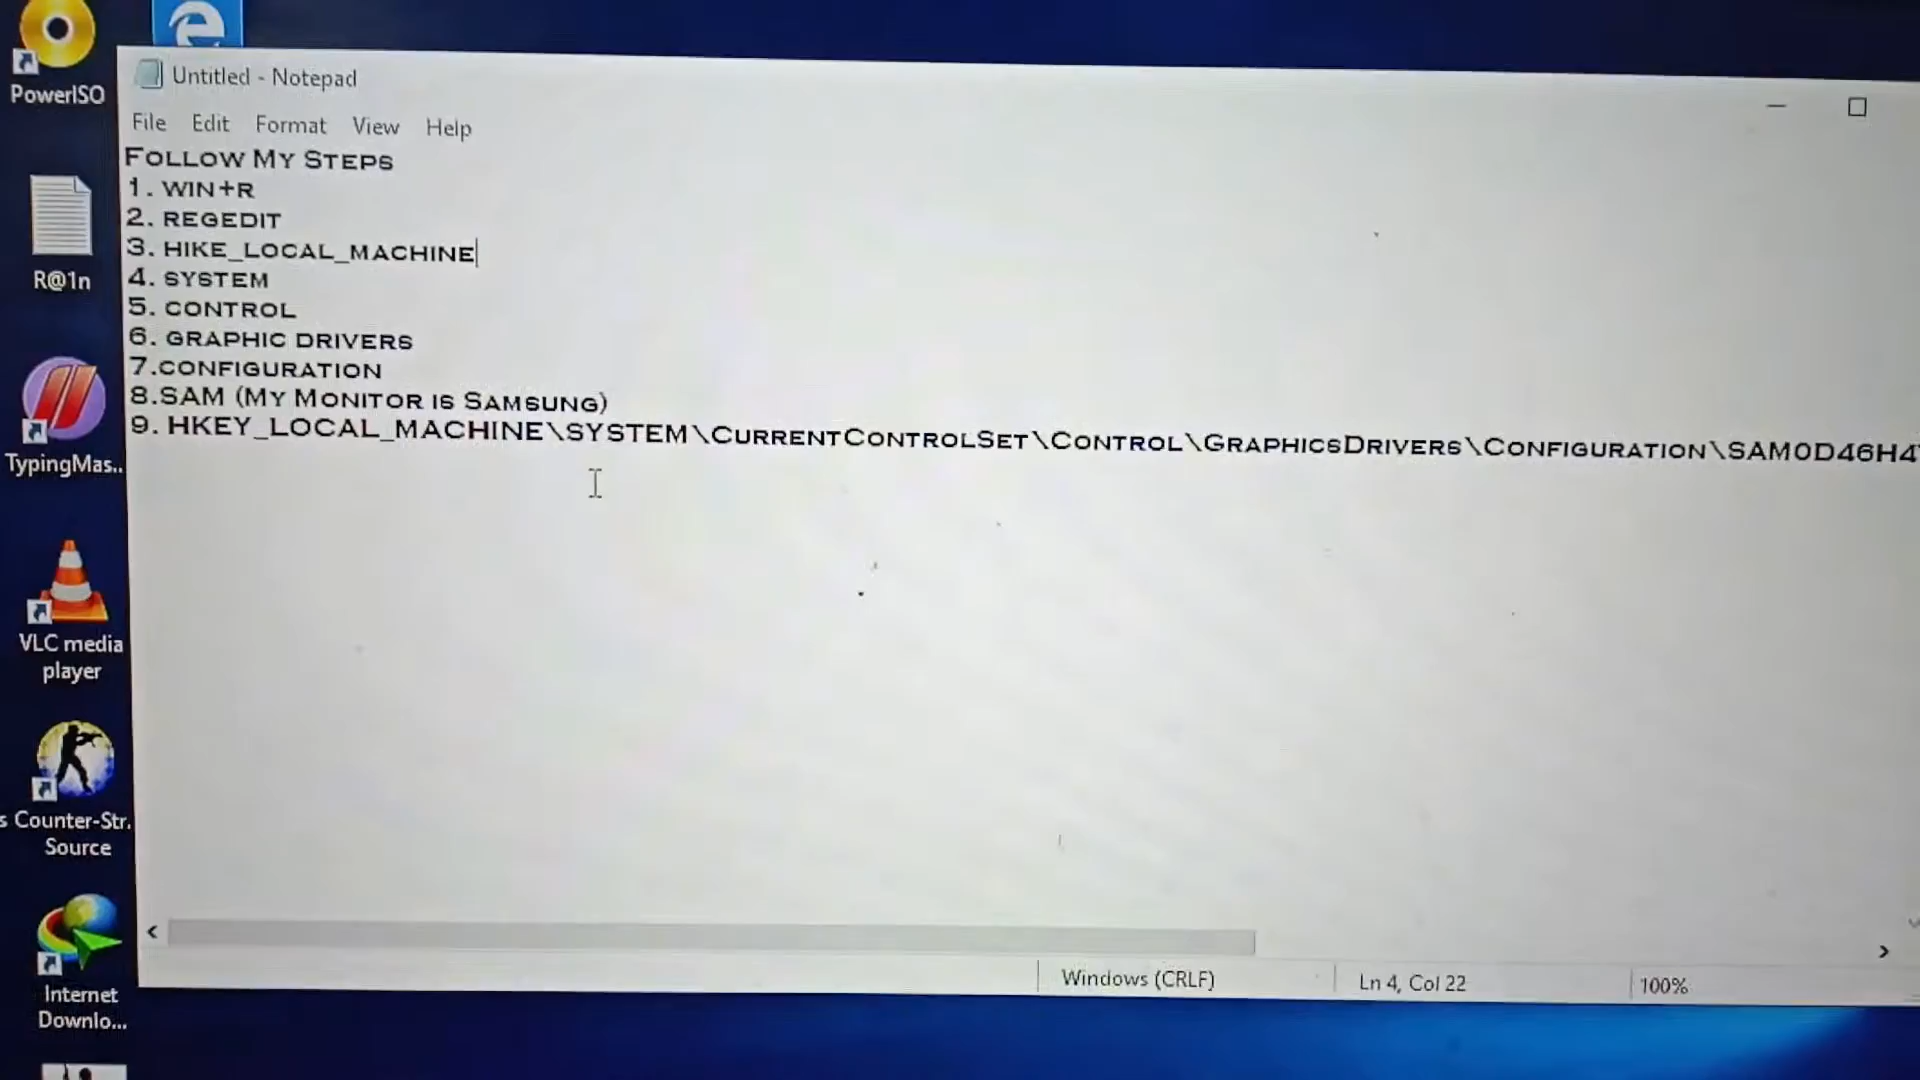 PowerISO
R@1n
TypingMas..
VLC media
player
s Counter-Str.
Source
Internet
Downlo...
Untitled - Notepad
File Edit Format View Help
Follow My Steps
1. WIN+R
2. REGEDIT
3. HIKE_LOCAL_MACHINE
4. SYSTEM
5. CONTROL
6. GRAPHIC DRIVERS
7.CONFIGURATION
8.SAM (My Monitor is Samsung)
9. HKEY_LOCAL_MACHINE\SYSTEM\CurrentControlSet\Control\GraphicsDrivers\Configuration\SAM0D46H4
Windows (CRLF)
Ln 4, Col 22
100%